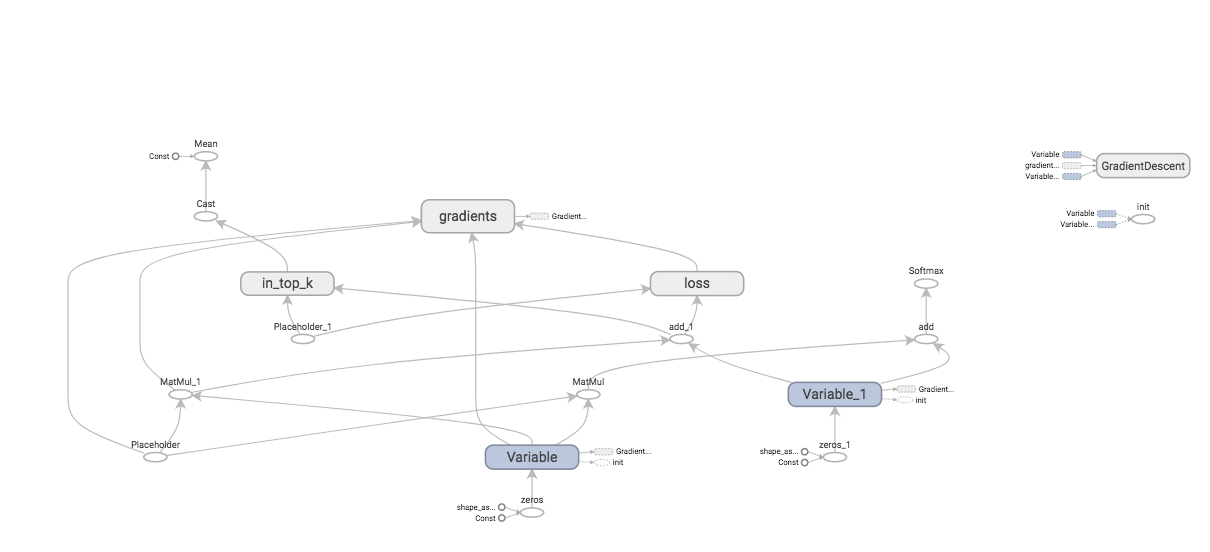 Mean
Const
Variable
gradient...
Variable...
GradientDescent
Cast
gradients
Gradient...
init
Variable
Variable...
in_top_k
loss
Softmax
Placeholder_1
add_1
add
MatMul_1
MatMul
Variable_1
Gradient...
init
Placeholder
Variable
Gradient...
init
zeros_1
shape_as...
Const
zeros
shape_as...
Const